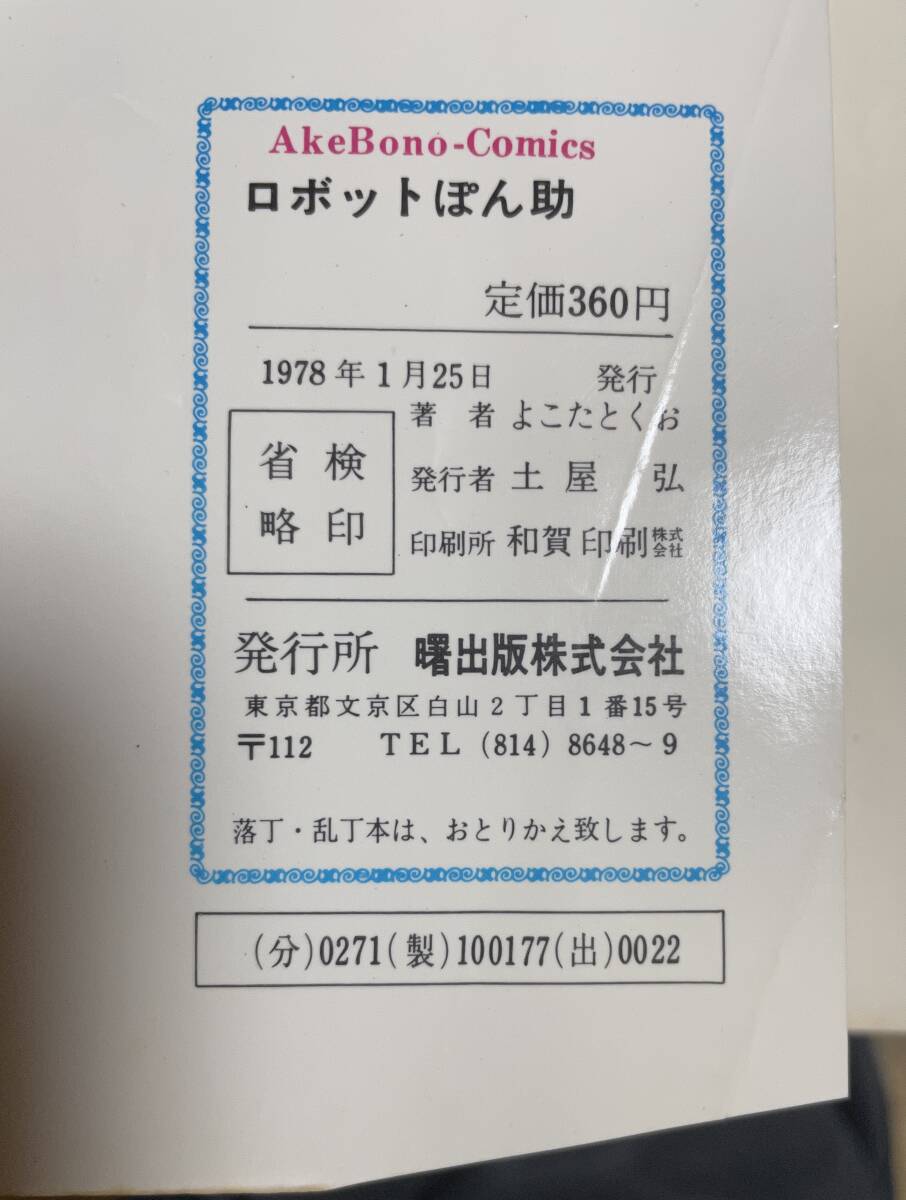 AkeBono-Comics
ロボットぽん助
定価360円
1978年1月25日 発行
検印省略
著者 よこたとくお
発行者 土屋 弘
印刷所 和賀印刷株式会社
発行所 曙出版株式会社
東京都文京区白山2丁目1番15号
〒112 TEL (814) 8648~9
落丁・乱丁本は、おとりかえ致します。
(分)0271(製)100177(出)0022